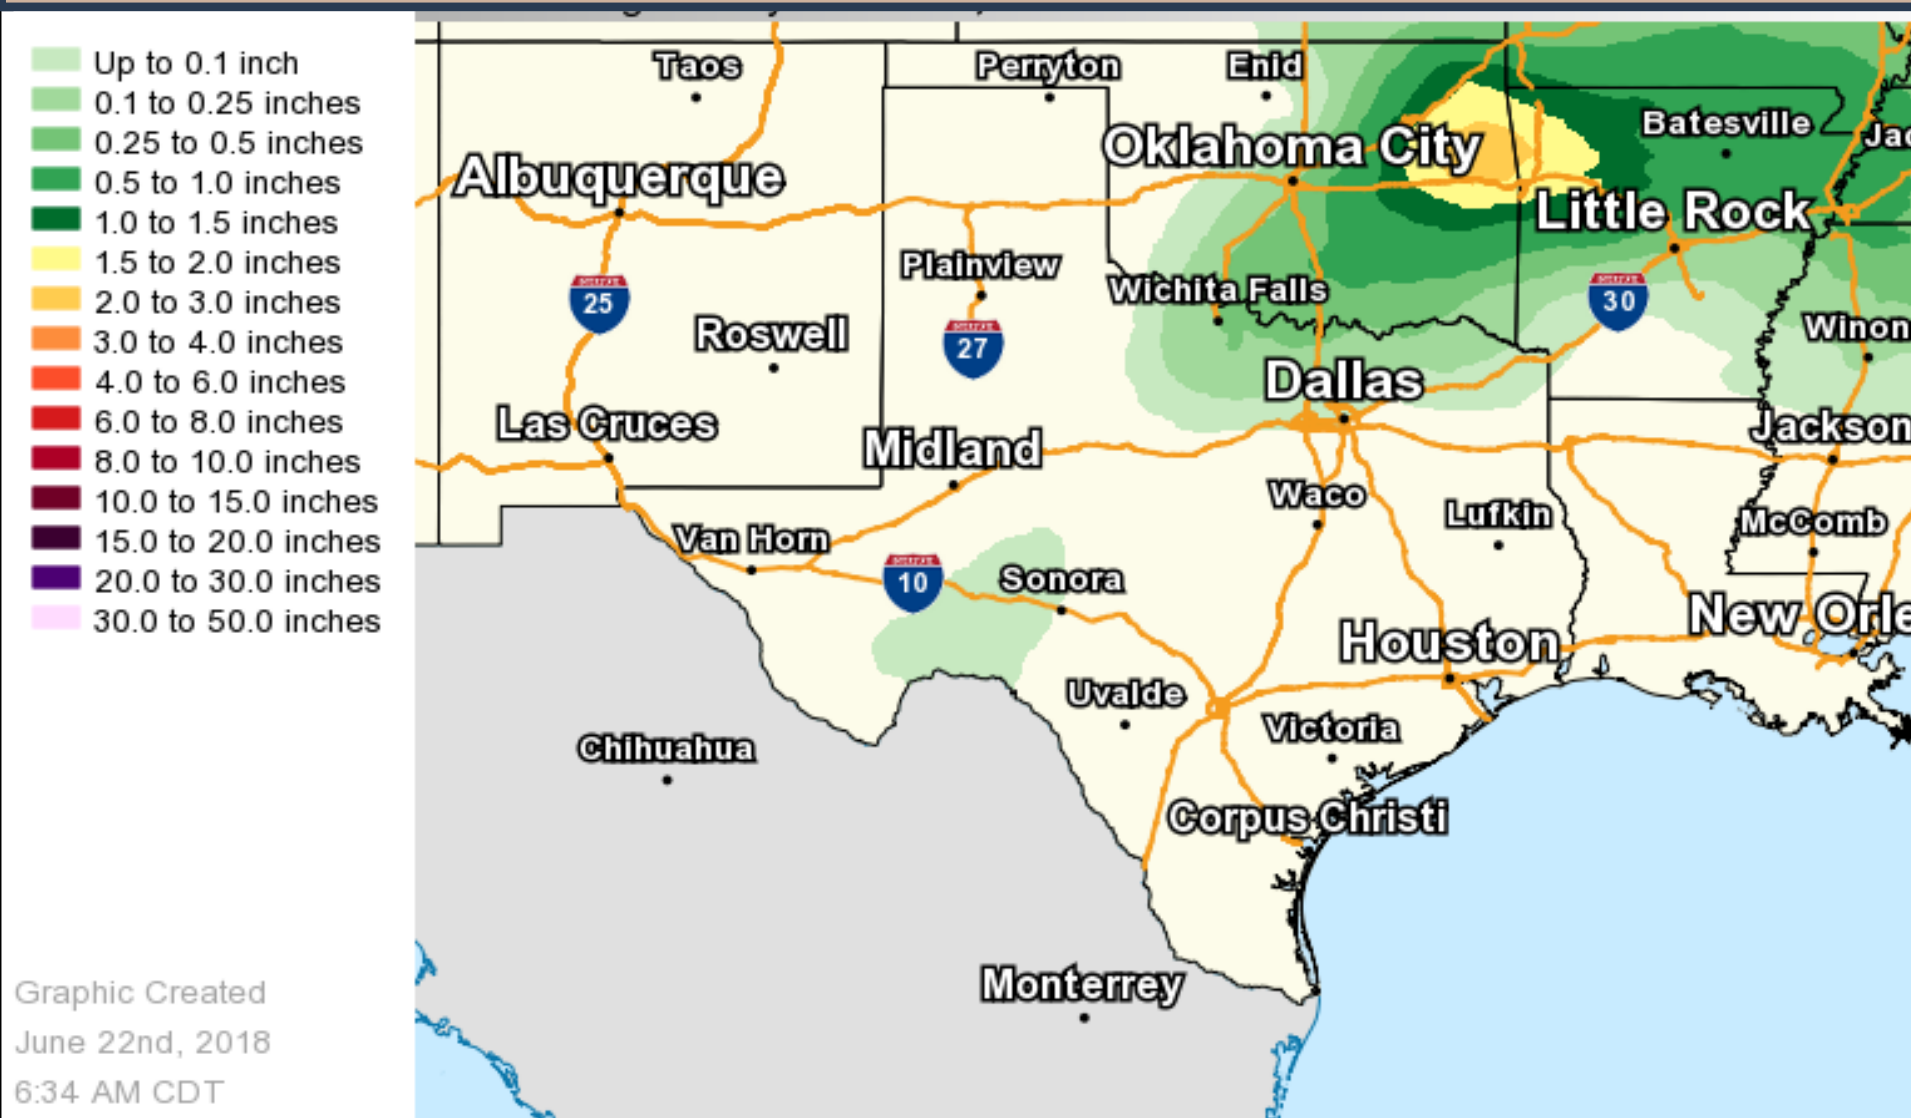 Up to 0.1 inch
0.1 to 0.25 inches
0.25 to 0.5 inches
0.5 to 1.0 inches
1.0 to 1.5 inches
1.5 to 2.0 inches
2.0 to 3.0 inches
3.0 to 4.0 inches
4.0 to 6.0 inches
6.0 to 8.0 inches
8.0 to 10.0 inches
10.0 to 15.0 inches
15.0 to 20.0 inches
20.0 to 30.0 inches
30.0 to 50.0 inches
Graphic Created
June 22nd, 2018
6:34 AM CDT
Taos
Perryton
Enid
Batesville
Jac
Oklahoma City
Albuquerque
Little Rock
Plainview
Wichita Falls
25
30
Roswell
27
Winon
Dallas
Las Cruces
Midland
Jackson
Waco
Lufkin
McComb
Van Horn
10
Sonora
New Orle
Houston
Uvalde
Victoria
Chihuahua
Corpus Christi
Monterrey